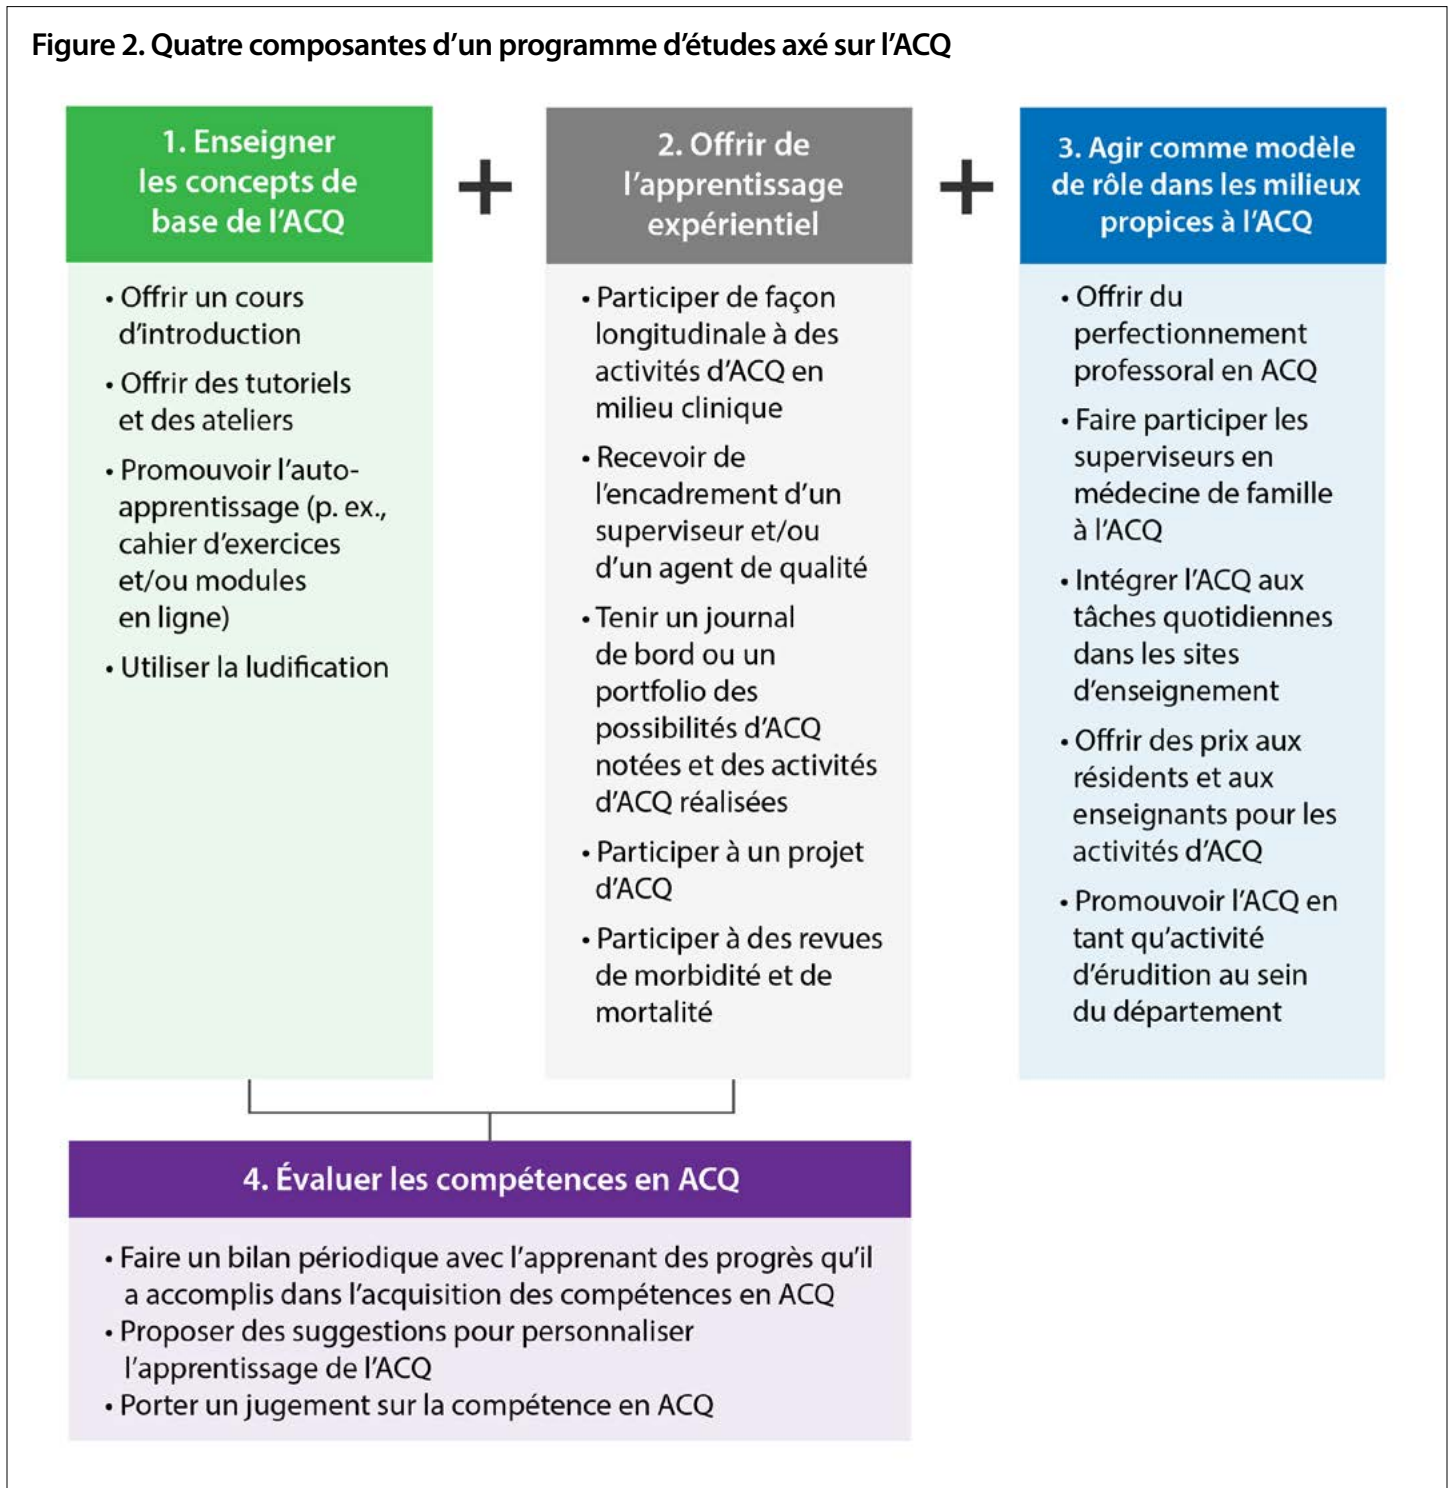 Figure 2. Quatre composantes d’un programme d’études axé sur l’ACQ
1. Enseigner
les concepts de
base de l’ACQ
• Offrir un cours
d’introduction
• Offrir des tutoriels
et des ateliers
• Promouvoir l’auto-
apprentissage (p. ex.,
cahier d’exercices
et/ou modules
en ligne)
• Utiliser la ludification
+
2. Offrir de
l’apprentissage
expérientiel
• Participer de façon
longitudinale à des
activités d’ACQ en
milieu clinique
• Recevoir de
l’encadrement d’un
superviseur et/ou
d’un agent de qualité
• Tenir un journal
de bord ou un
portfolio des
possibilités d’ACQ
notées et des activités
d’ACQ réalisées
• Participer à un projet
d’ACQ
• Participer à des revues
de morbidité et de
mortalité
+
3. Agir comme modèle
de rôle dans les milieux
propices à l’ACQ
• Offrir du
perfectionnement
professoral en ACQ
• Faire participer les
superviseurs en
médecine de famille
à l’ACQ
• Intégrer l’ACQ aux
tâches quotidiennes
dans les sites
d’enseignement
• Offrir des prix aux
résidents et aux
enseignants pour les
activités d’ACQ
• Promouvoir l’ACQ en
tant qu’activité
d’érudition au sein
du département
4. Évaluer les compétences en ACQ
• Faire un bilan périodique avec l’apprenant des progrès qu’il
a accomplis dans l’acquisition des compétences en ACQ
• Proposer des suggestions pour personnaliser
l’apprentissage de l’ACQ
• Porter un jugement sur la compétence en ACQ